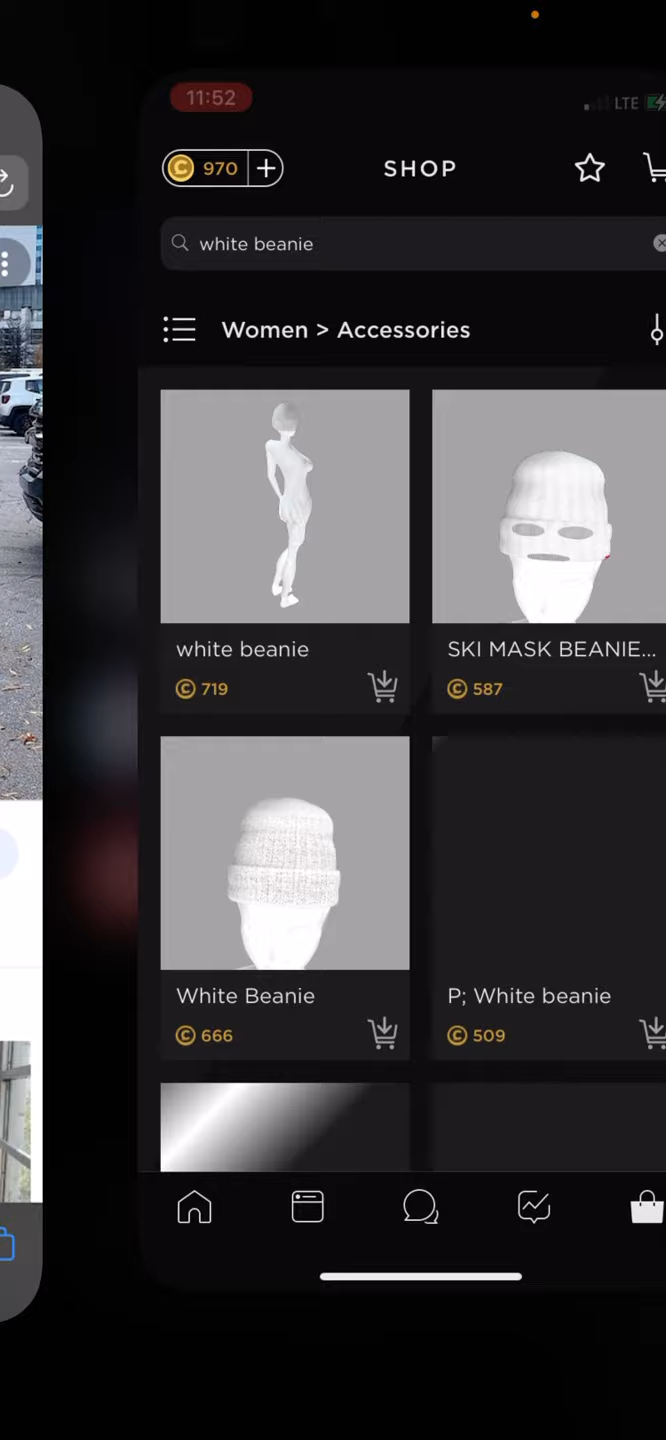 11:52
LTE
970
SHOP
white beanie
Women > Accessories
white beanie
719
SKI MASK BEANIE...
587
White Beanie
666
P; White beanie
509